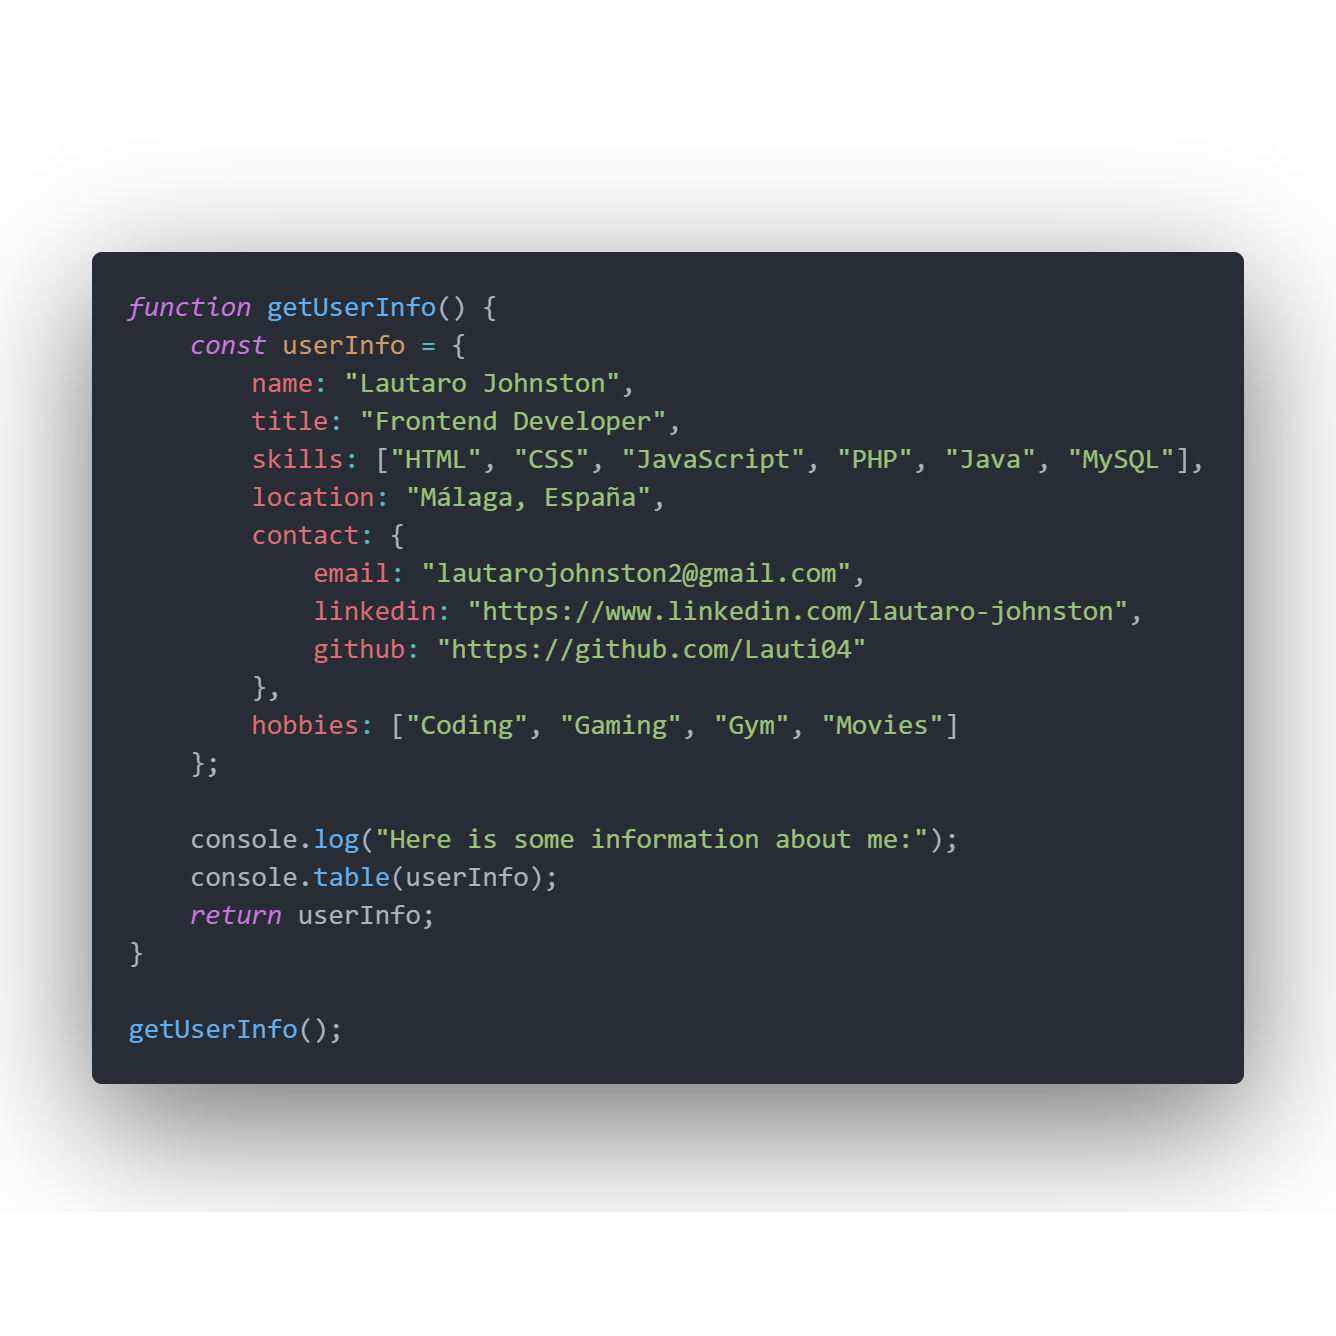 function getUserInfo() {
    const userInfo = {
        name: "Lautaro Johnston",
        title: "Frontend Developer",
        skills: ["HTML", "CSS", "JavaScript", "PHP", "Java", "MySQL"],
        location: "Málaga, España",
        contact: {
            email: "lautarojohnston2@gmail.com",
            linkedin: "https://www.linkedin.com/lautaro-johnston",
            github: "https://github.com/Lauti04"
        },
        hobbies: ["Coding", "Gaming", "Gym", "Movies"]
    };

    console.log("Here is some information about me:");
    console.table(userInfo);
    return userInfo;
}

getUserInfo();